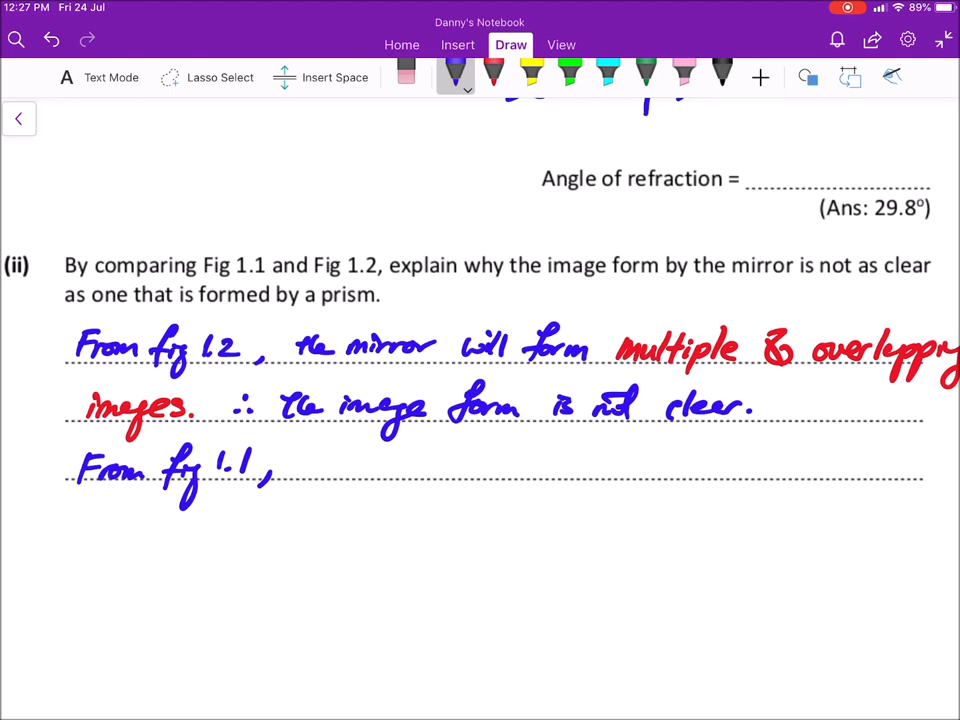 12:27 PM Fri 24 Jul
89%
Danny's Notebook
Home Insert Draw View
A Text Mode Lasso Select Insert Space
Angle of refraction = ................................
(Ans: 29.8°)
(ii) By comparing Fig 1.1 and Fig 1.2, explain why the image form by the mirror is not as clear
as one that is formed by a prism.
From fig 1.2, the mirror will form multiple & overlapping
images. ∴ the image form is not clear.
From fig 1.1,